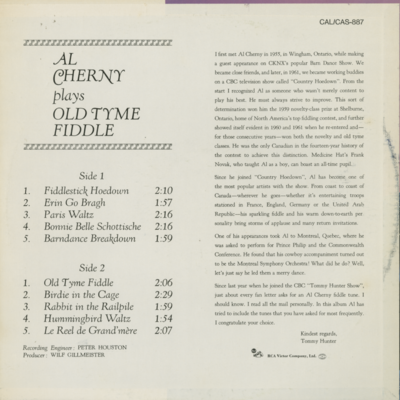 CAL/CAS-887
AL
CHERNY
plays
OLD TYME
FIDDLE
Side 1
1. Fiddlestick Hoedown 2:10
2. Erin Go Bragh 1:57
3. Paris Waltz 2:16
4. Bonnie Belle Schottische 2:16
5. Barndance Breakdown 1:59
Side 2
1. Old Tyme Fiddle 2:06
2. Birdie in the Cage 2:29
3. Rabbit in the Railpile 1:59
4. Hummingbird Waltz 1:54
5. Le Reel de Grand'mère 2:07
Recording Engineer: PETER HOUSTON
Producer: WILF GILLMEISTER
I first met Al Cherny in 1957, in Wingham, Ontario, while making
a guest appearance on CKNX's popular Barn Dance Show. We
became close friends, and later, in 1961, we became working buddies
on a CBC television show called "Country Hoedown". From the
start I recognized Al as someone who wasn't merely content to
play his best. He must always strive to improve. This sort of
determination won him the 1959 novelty-class prize at Shelburne,
Ontario, home of North America's top fiddling contest, and further
showed itself evident in 1960 and 1961 when he re-entered and—
for those consecutive years—won both the novelty and old tyme
classes. He was the only Canadian in the fourteen-year history of
the contest to achieve this distinction. Medicine Hat's Frank
Novak, who taught Al as a boy, can boast an all-time pupil...
Since he joined "Country Hoedown", Al has become one of
the most popular artists with the show. From coast to coast of
Canada—wherever he goes—whether it's entertaining troops
stationed in France, England, Germany or the United Arab
Republic—his sparkling fiddle and his warm down-to-earth per-
sonality bring storms of applause and many return invitations.
One of his appearances took Al to Montreal, Quebec, when he
was asked to perform for Prince Philip and the Commonwealth
Conference. He found that his cowboy accompaniment turned out
to be the Montreal Symphony Orchestra! What did he do? Well,
let's just say he led them a merry dance.
Since last year when he joined the CBC "Tommy Hunter Show",
just about every fan letter asks for an Al Cherny fiddle tune. I
should know. I read all the mail personally. In this album Al has
tried to include the tunes that you have asked for most frequently.
I congratulate your choice.
Kindest regards,
Tommy Hunter
RCA Victor Company, Ltd.